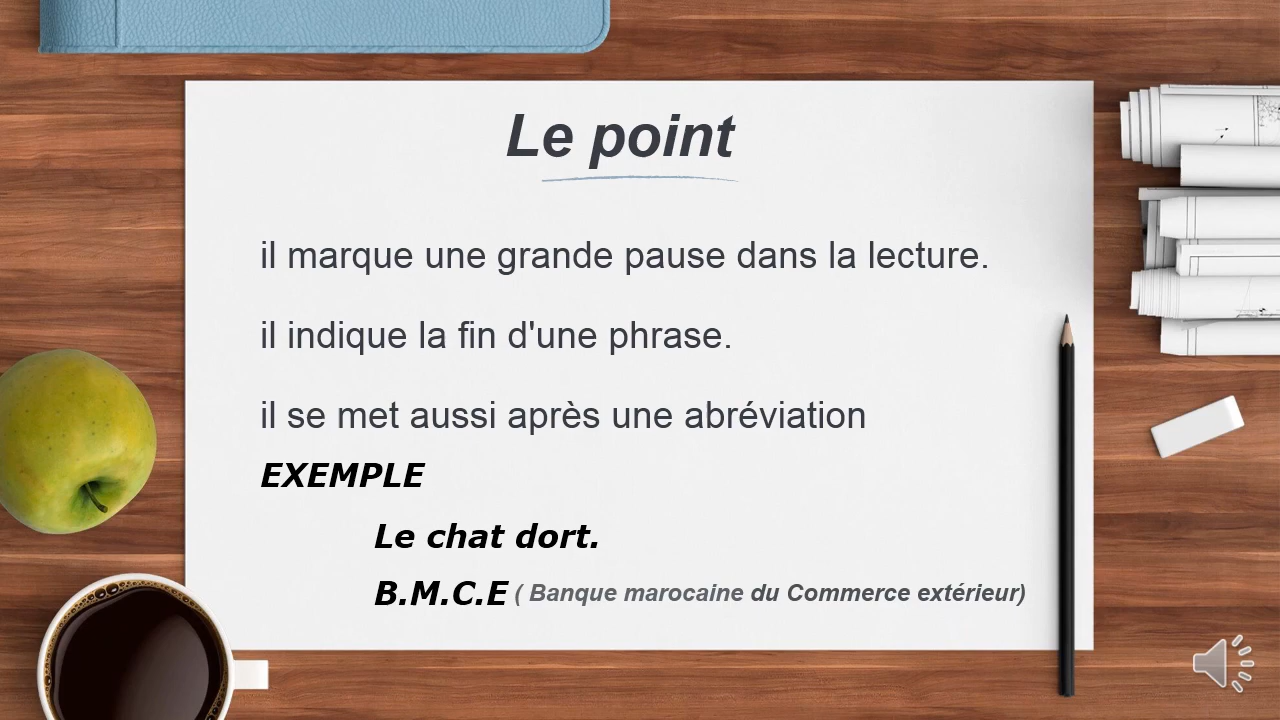 Le point
il marque une grande pause dans la lecture.
il indique la fin d'une phrase.
il se met aussi après une abréviation
EXEMPLE
Le chat dort.
B.M.C.E ( Banque marocaine du Commerce extérieur)